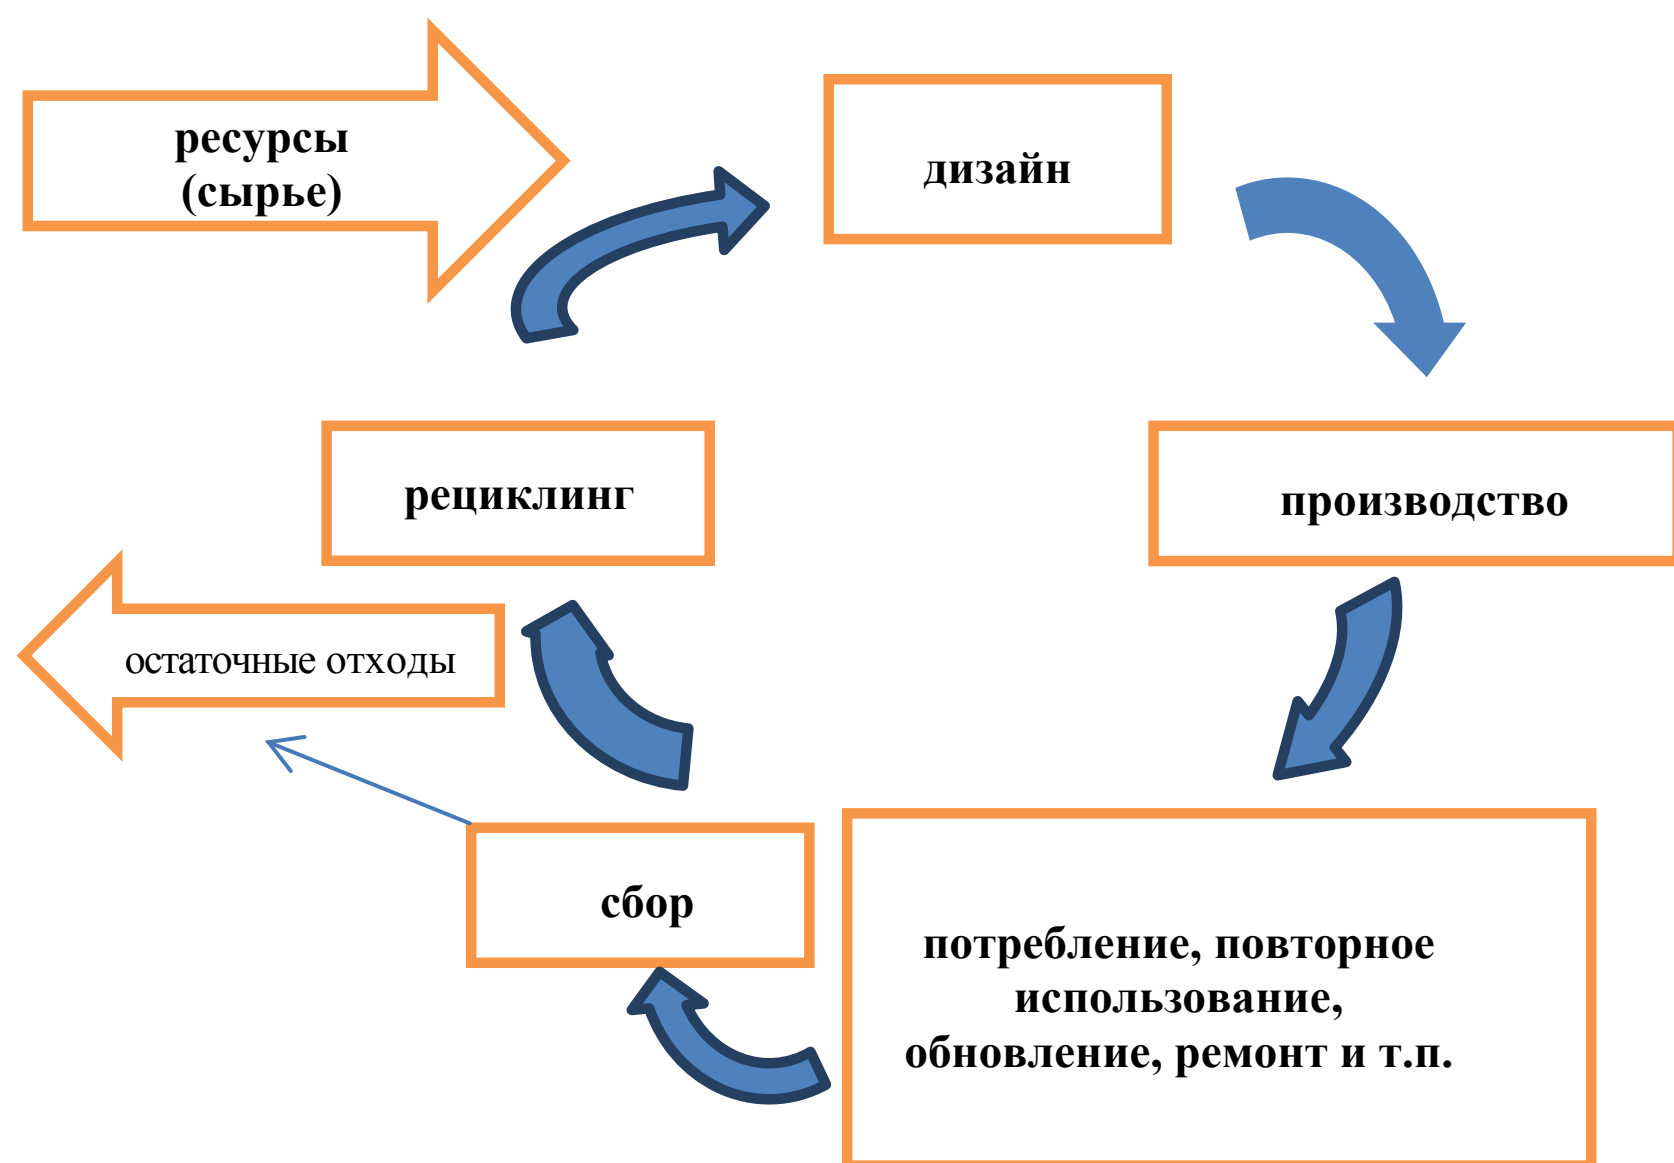 ресурсы
(сырье)
дизайн
рециклинг
производство
остаточные отходы
сбор
потребление, повторное
использование,
обновление, ремонт и т.п.